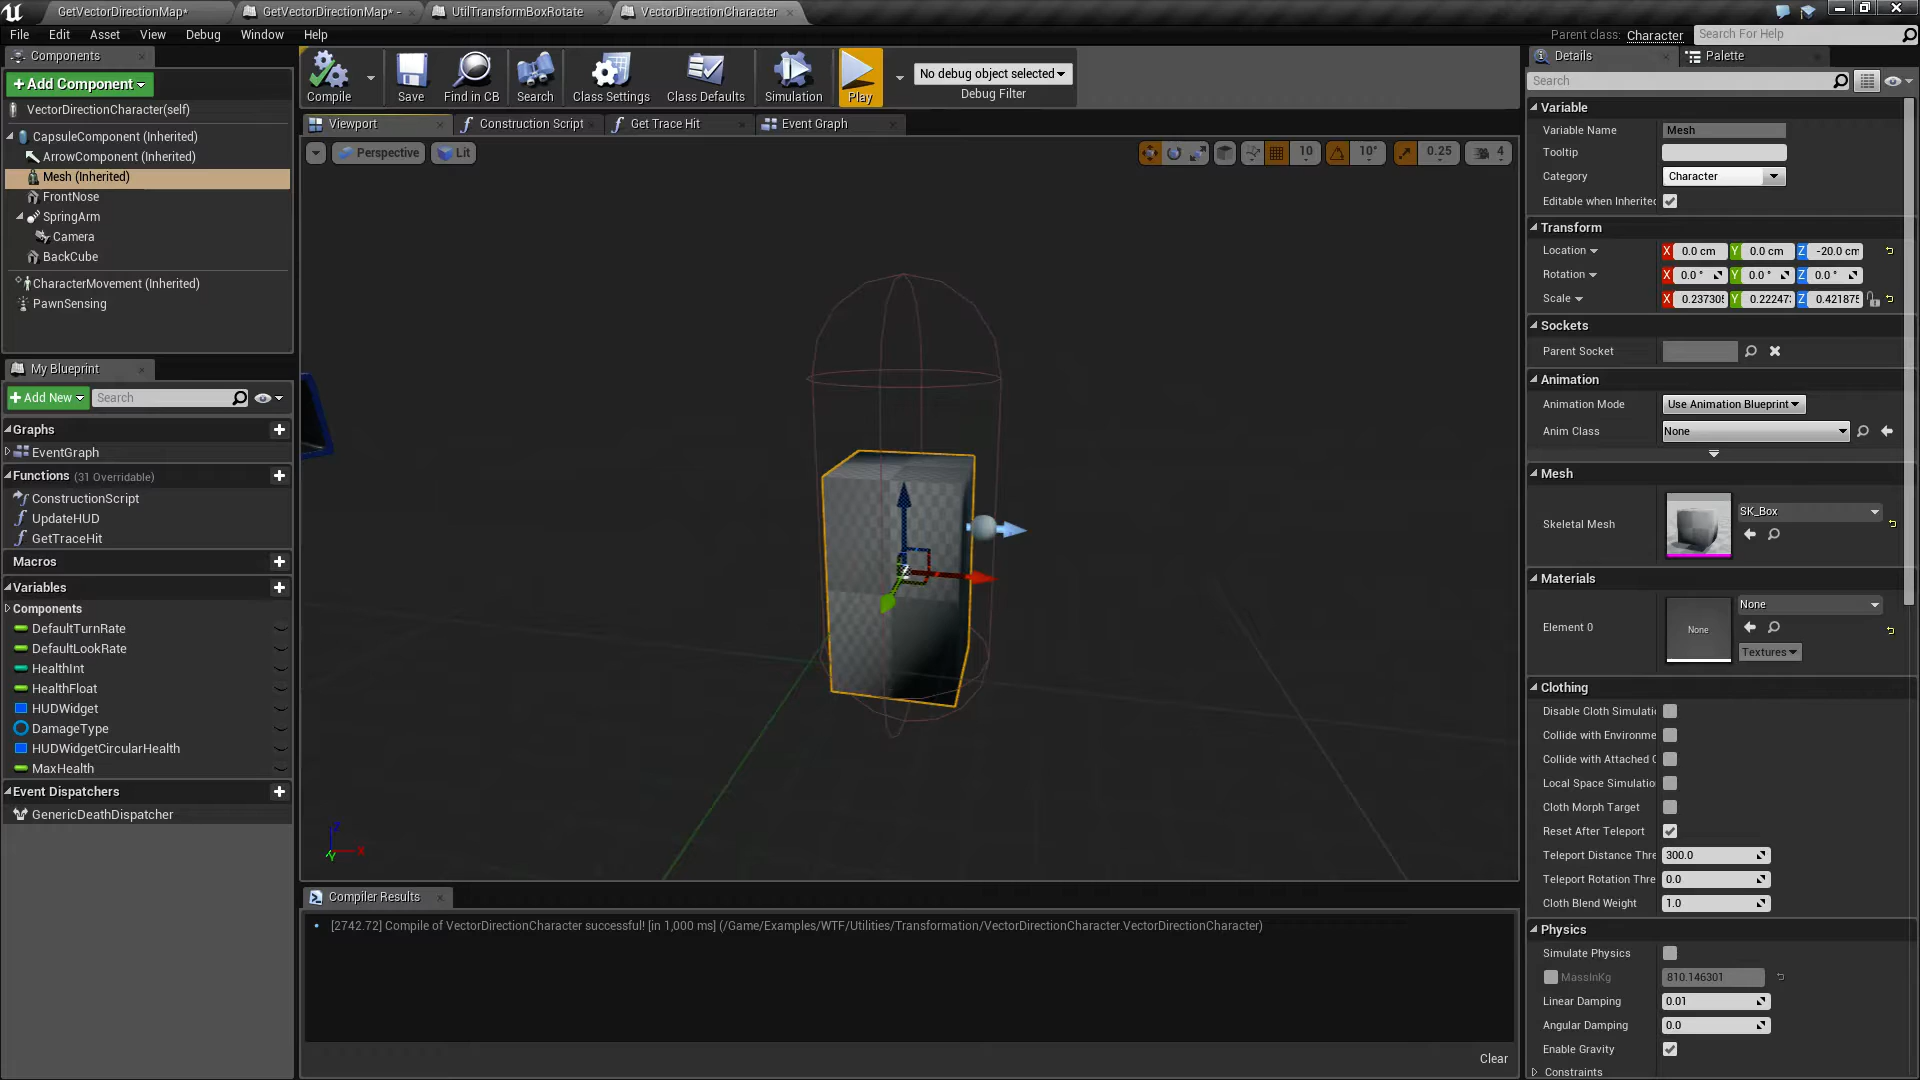 GetVectorDirectionMap*
GetVectorDirectionMap* -
UtilTransformBoxRotate
VectorDirectionCharacter
File
Edit
Asset
View
Debug
Window
Help
Parent class: Character
Search For Help
Components
+Add Component
VectorDirectionCharacter(self)
CapsuleComponent (Inherited)
ArrowComponent (Inherited)
Mesh (Inherited)
FrontNose
SpringArm
Camera
BackCube
CharacterMovement (Inherited)
PawnSensing
My Blueprint
+Add New
Search
Graphs
EventGraph
Functions (31 Overridable)
ConstructionScript
UpdateHUD
GetTraceHit
Macros
Variables
Components
DefaultTurnRate
DefaultLookRate
HealthInt
HealthFloat
HUDWidget
DamageType
HUDWidgetCircularHealth
MaxHealth
Event Dispatchers
GenericDeathDispatcher
Compile
Save
Find in CB
Search
Class Settings
Class Defaults
Simulation
Play
No debug object selected
Debug Filter
Viewport
Construction Script
Get Trace Hit
Event Graph
Perspective
Lit
10
10°
0.25
4
Z
X
Y
Compiler Results
[2742.72] Compile of VectorDirectionCharacter successful! [in 1,000 ms] (/Game/Examples/WTF/Utilities/Transformation/VectorDirectionCharacter.VectorDirectionCharacter)
Clear
Details
Palette
Search
Variable
Variable Name Mesh
Tooltip
Category Character
Editable when Inherited
Transform
Location X 0.0 cm Y 0.0 cm Z -20.0 cm
Rotation X 0.0 ° Y 0.0 ° Z 0.0 °
Scale X 0.237305 Y 0.22247 Z 0.421875
Sockets
Parent Socket
Animation
Animation Mode Use Animation Blueprint
Anim Class None
Mesh
Skeletal Mesh SK_Box
Materials
Element 0 None None
Textures
Clothing
Disable Cloth Simulati
Collide with Environme
Collide with Attached C
Local Space Simulatio
Cloth Morph Target
Reset After Teleport
Teleport Distance Thre 300.0
Teleport Rotation Thre 0.0
Cloth Blend Weight 1.0
Physics
Simulate Physics
MassInKg 810.146301
Linear Damping 0.01
Angular Damping 0.0
Enable Gravity
Constraints